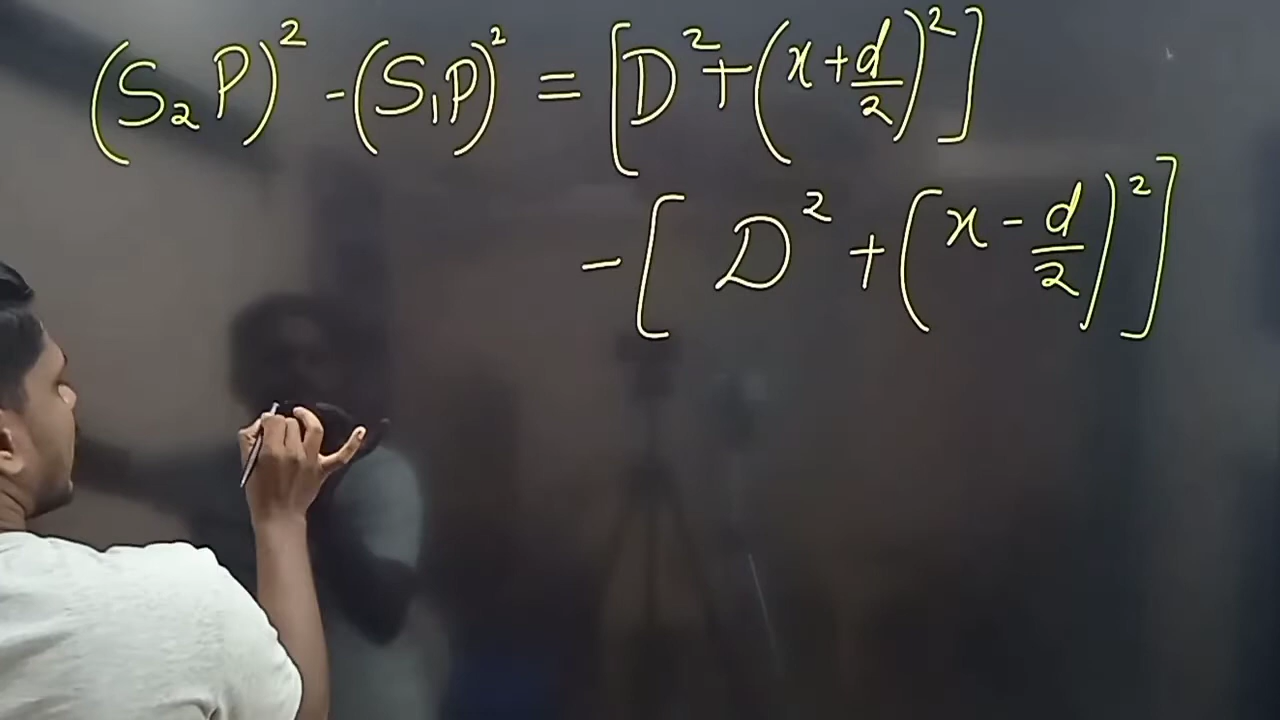 (S₂P)² - (S₁P)² = [D² + (x + d/2)²]
- [D² + (x - d/2)²]